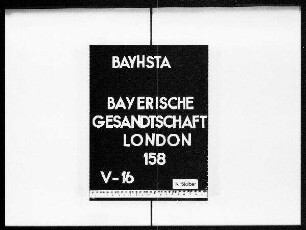 BAYHSTA
BAYERISCHE
GESANDTSCHAFT
LONDON
158
V-16